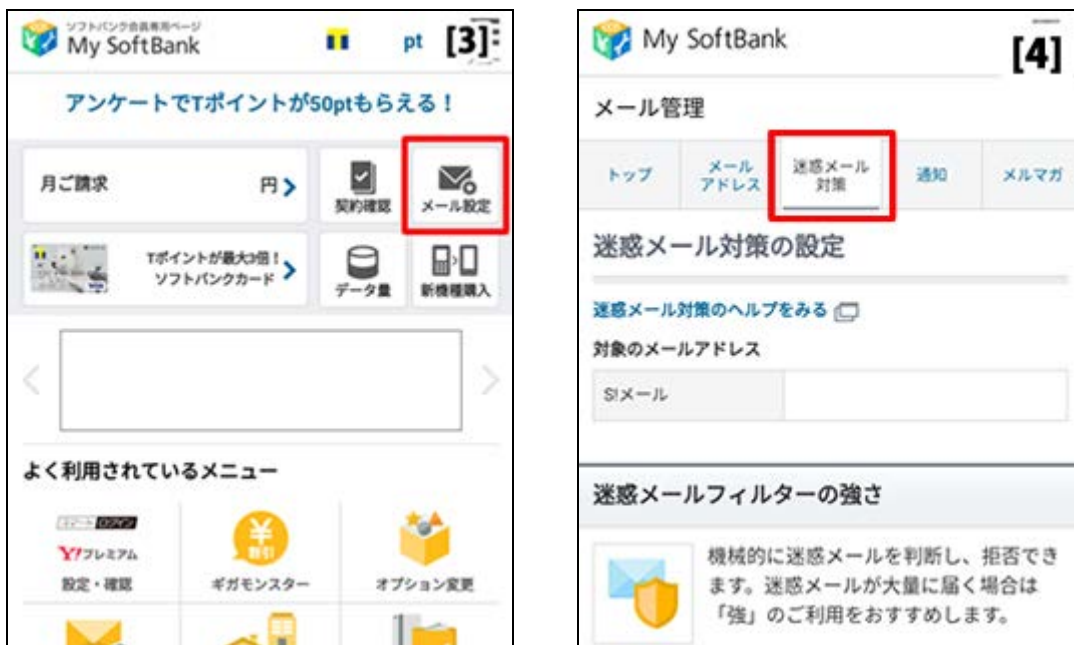 ソフトバンク会員専用ページ
My SoftBank
pt
[3]
アンケートでTポイントが50ptもらえる！
月ご請求
円
契約確認
メール設定
Tポイントが最大3倍！
ソフトバンクカード
データ量
新機種購入
よく利用されているメニュー
スマート ログイン
Y!プレミアム
設定・確認
¥
割引
ギガモンスター
オプション変更
My SoftBank
[4]
メール管理
トップ
メール
アドレス
迷惑メール
対策
通知
メルマガ
迷惑メール対策の設定
迷惑メール対策のヘルプをみる
対象のメールアドレス
S!メール
迷惑メールフィルターの強さ
機械的に迷惑メールを判断し、拒否でき
ます。迷惑メールが大量に届く場合は
「強」のご利用をおすすめします。